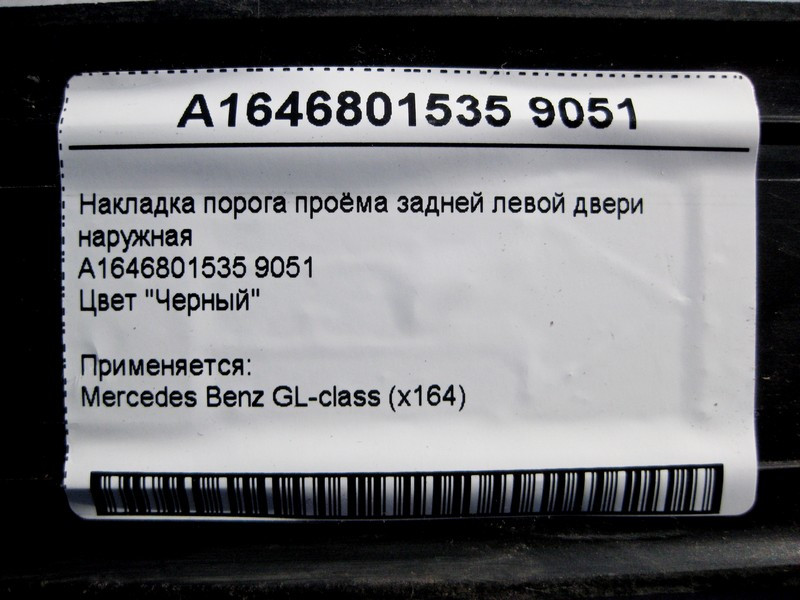 A1646801535 9051
Накладка порога проёма задней левой двери
наружная
A1646801535 9051
Цвет "Черный"
Применяется:
Mercedes Benz GL-class (x164)